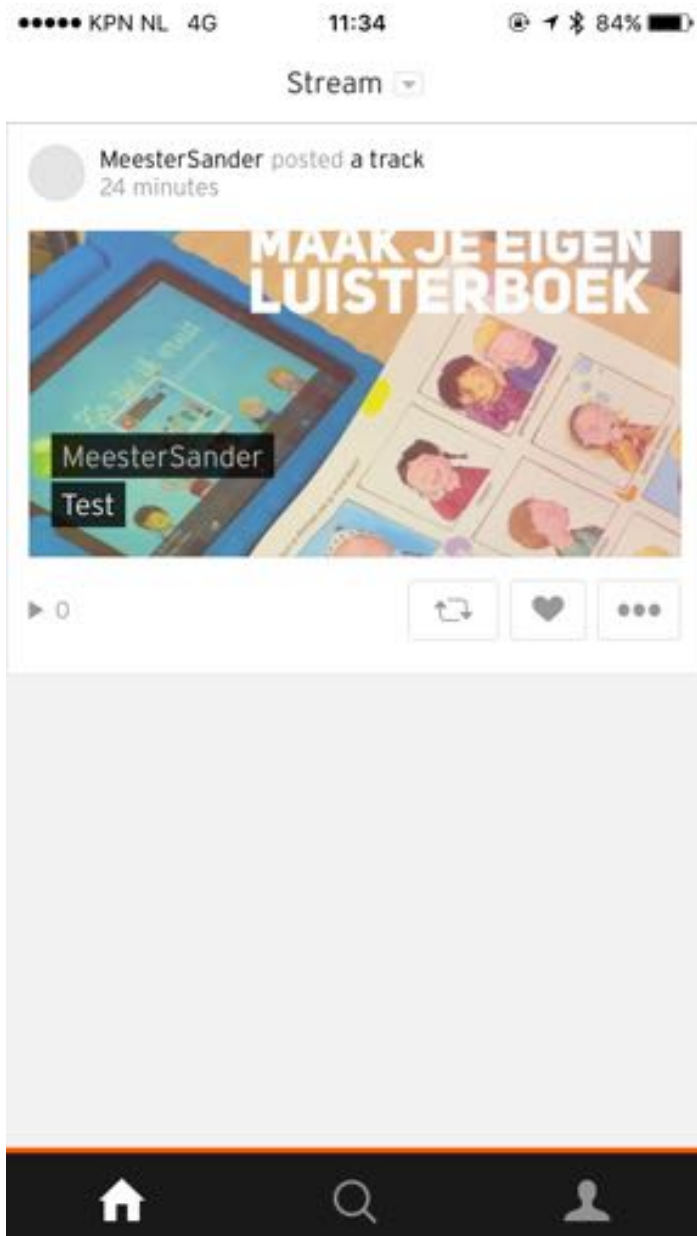 KPN NL 4G 11:34 84%
Stream
MeesterSander posted a track
24 minutes
MAAK JE EIGEN
LUISTERBOEK
MeesterSander
Test
0